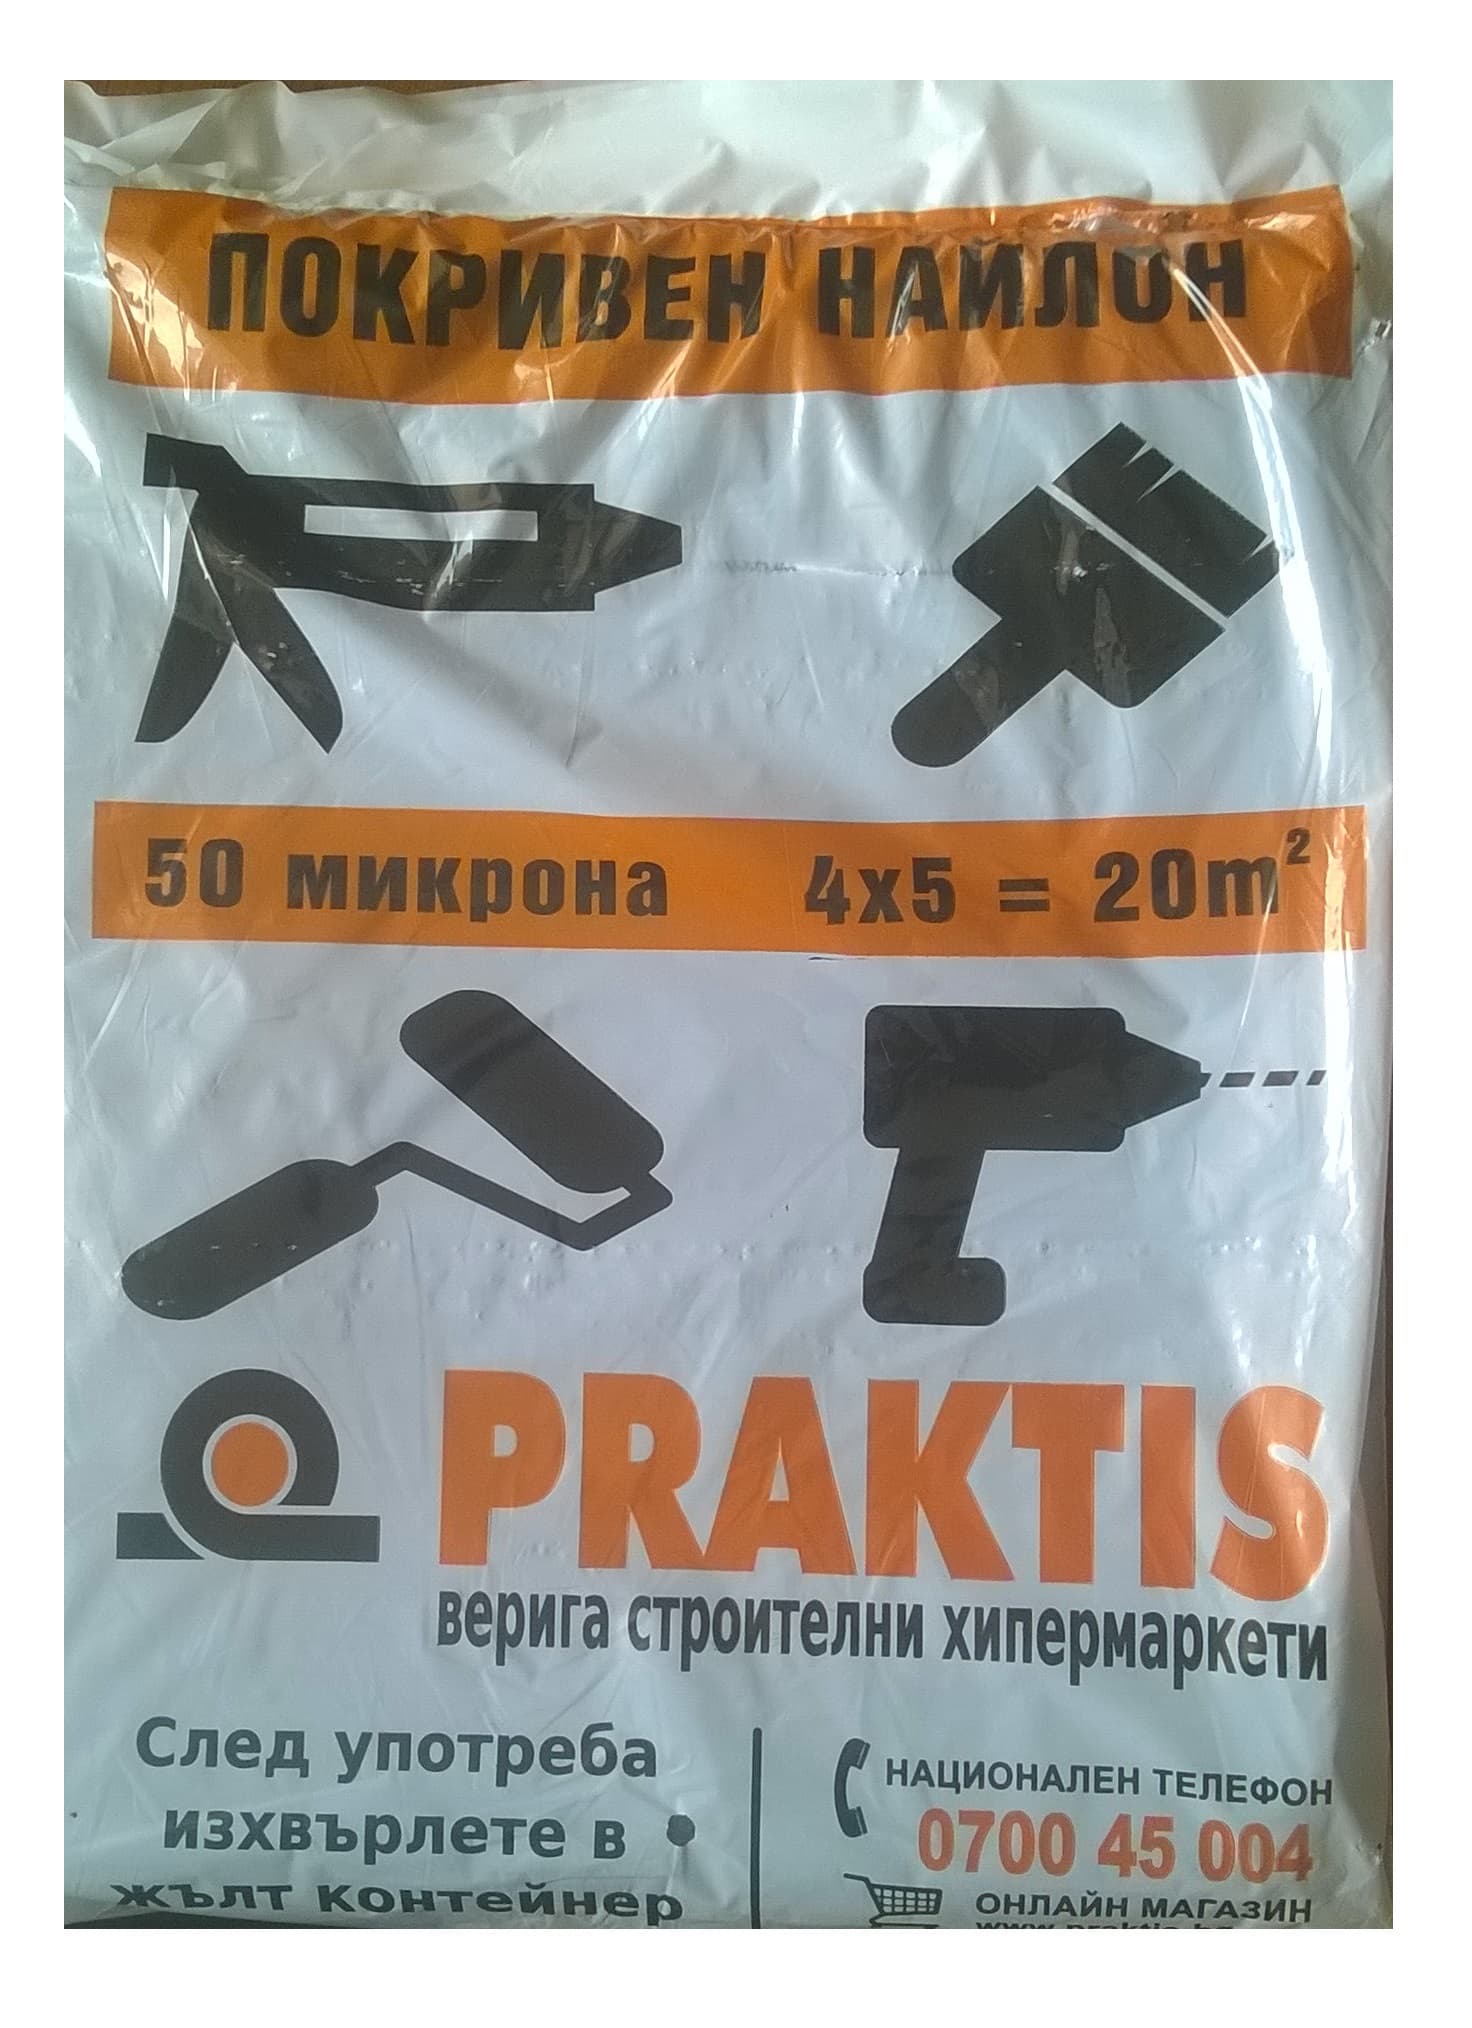 ПОКРИВЕН НАЙЛОН
50 микрона 4x5 = 20m²
PRAKTIS
верига строителни хипермаркети
След употреба
изхвърлете в
жълт контейнер
НАЦИОНАЛЕН ТЕЛЕФОН
0700 45 004
ОНЛАЙН МАГАЗИН